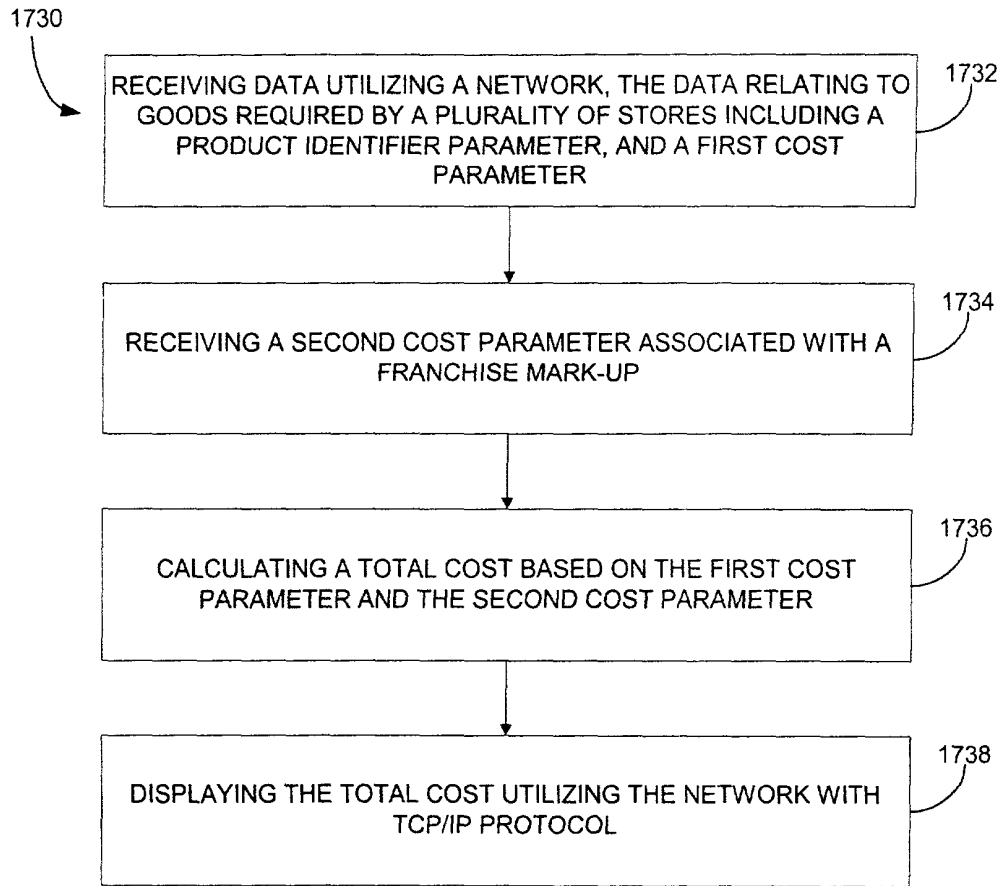 1730
RECEIVING DATA UTILIZING A NETWORK, THE DATA RELATING TO
GOODS REQUIRED BY A PLURALITY OF STORES INCLUDING A
PRODUCT IDENTIFIER PARAMETER, AND A FIRST COST
PARAMETER
1732
RECEIVING A SECOND COST PARAMETER ASSOCIATED WITH A
FRANCHISE MARK-UP
1734
CALCULATING A TOTAL COST BASED ON THE FIRST COST
PARAMETER AND THE SECOND COST PARAMETER
1736
DISPLAYING THE TOTAL COST UTILIZING THE NETWORK WITH
TCP/IP PROTOCOL
1738